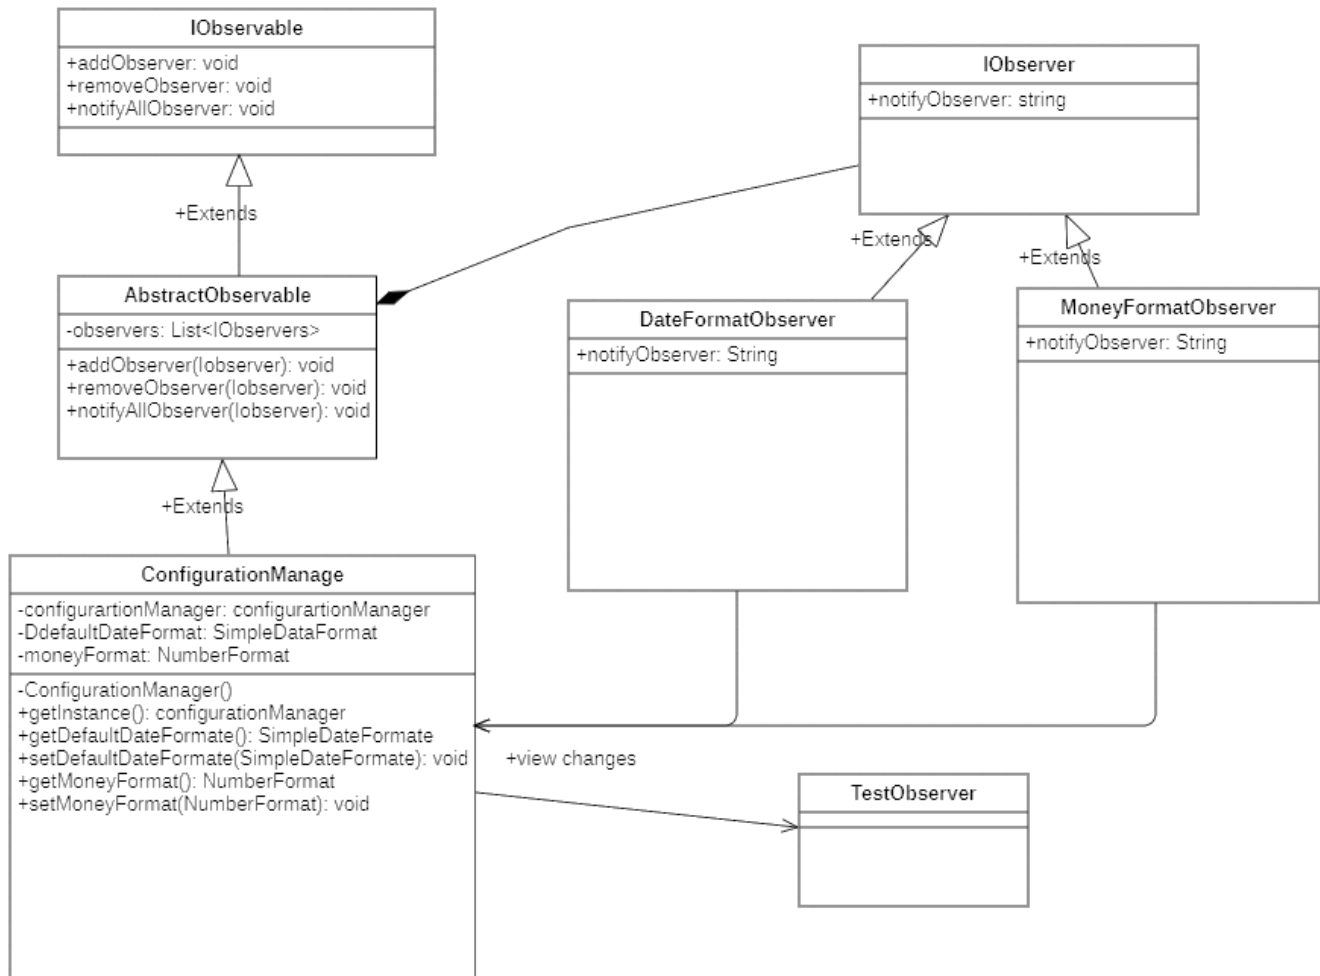 IObservable
+addObserver: void
+removeObserver: void
+notifyAllObserver: void
+Extends
AbstractObservable
-observers: List<IObservers>
+addObserver(Iobserver): void
+removeObserver(Iobserver): void
+notifyAllObserver(Iobserver): void
+Extends
ConfigurationManage
-configurartionManager: configurartionManager
-DdefaultDateFormat: SimpleDataFormat
-moneyFormat: NumberFormat
-ConfigurationManager()
+getInstance(): configurationManager
+getDefaultDateFormate(): SimpleDateFormate
+setDefaultDateFormate(SimpleDateFormate): void
+getMoneyFormat(): NumberFormat
+setMoneyFormat(NumberFormat): void
IObserver
+notifyObserver: string
+Extends
+Extends
DateFormatObserver
+notifyObserver: String
MoneyFormatObserver
+notifyObserver: String
+view changes
TestObserver